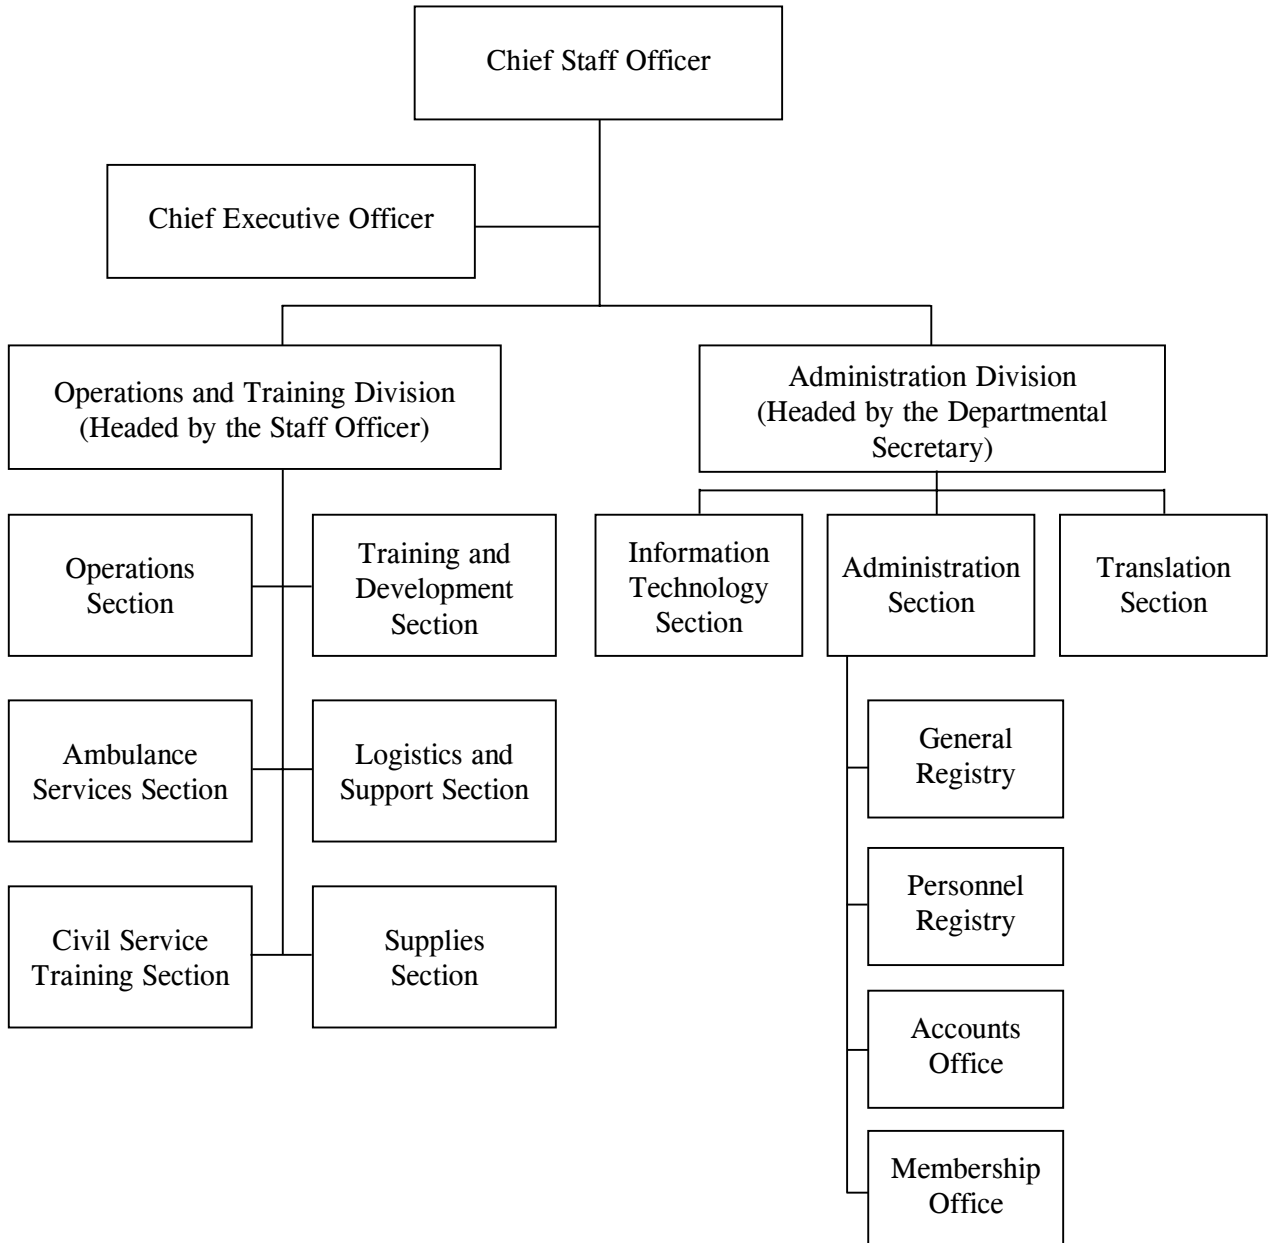 Chief Staff Officer
Chief Executive Officer
Operations and Training Division
(Headed by the Staff Officer)
Administration Division
(Headed by the Departmental
Secretary)
Operations
Section
Training and
Development
Section
Information
Technology
Section
Administration
Section
Translation
Section
Ambulance
Services Section
Logistics and
Support Section
General
Registry
Civil Service
Training Section
Supplies
Section
Personnel
Registry
Accounts
Office
Membership
Office